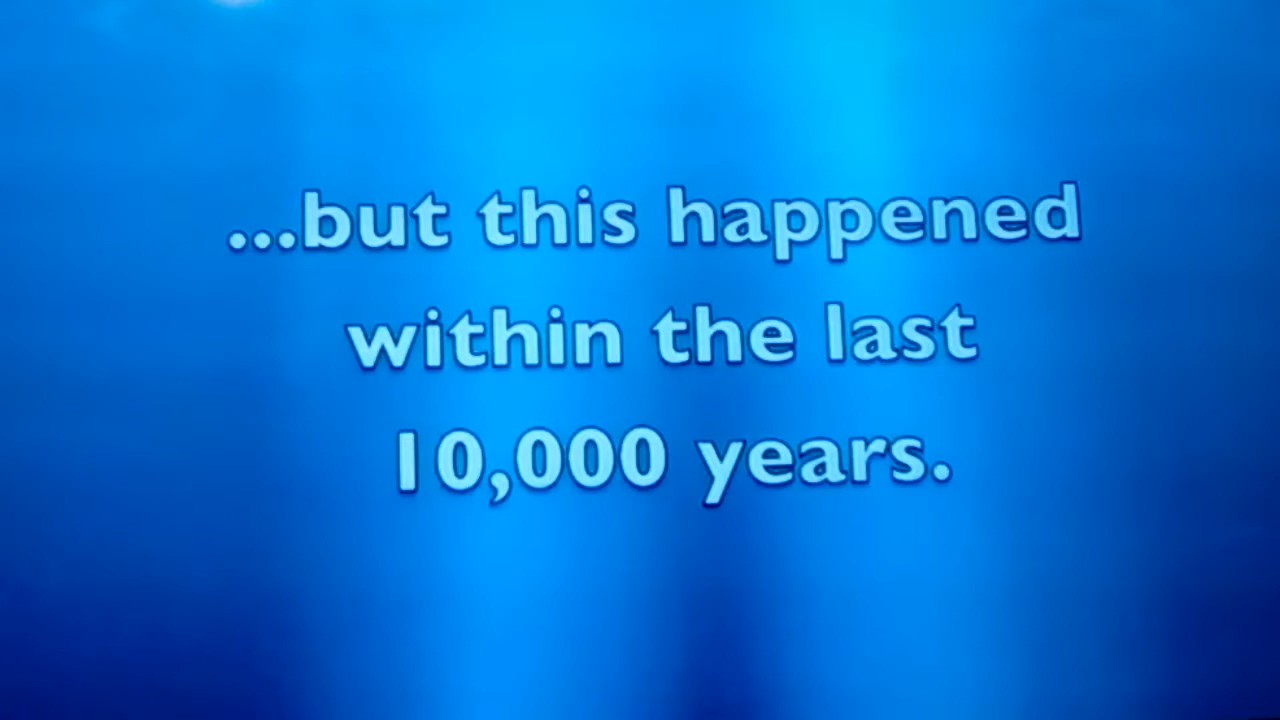 ...but this happened
within the last
10,000 years.